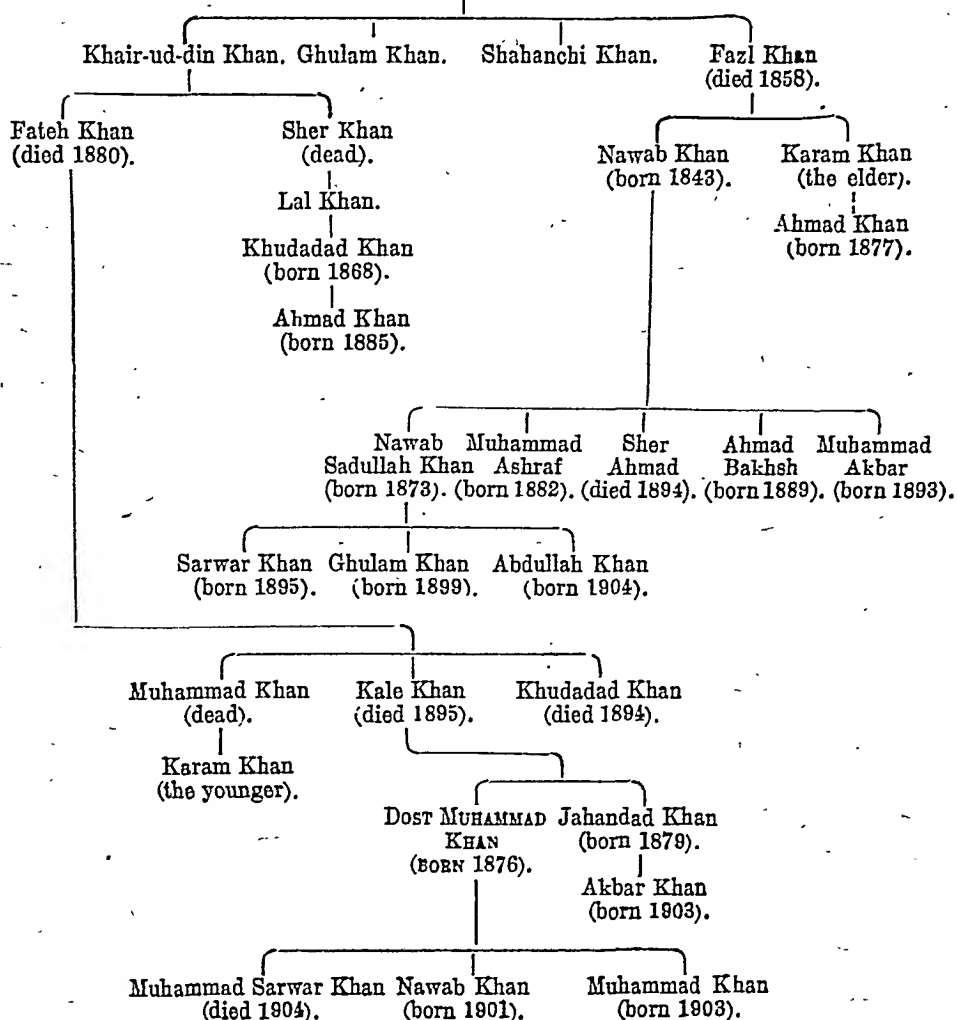 Khair-ud-din Khan. Ghulam Khan. Shahanchi Khan. Fazl Khan
(died 1858).
Fateh Khan Sher Khan
(died 1880). (dead).
Nawab Khan Karam Khan
(born 1843). (the elder).
Lal Khan.
Ahmad Khan
(born 1877).
Khudadad Khan
(born 1868).
Ahmad Khan
(born 1885).
Nawab Muhammad Sher Ahmad Muhammad
Sadullah Khan Ashraf Ahmad Bakhsh Akbar
(born 1873). (born 1882). (died 1894). (born 1889). (born 1893).
Sarwar Khan Ghulam Khan Abdullah Khan
(born 1895). (born 1899). (born 1904).
Muhammad Khan Kale Khan Khudadad Khan
(dead). (died 1895). (died 1894).
Karam Khan
(the younger).
DOST MUHAMMAD Jahandad Khan
KHAN (born 1879).
(BORN 1876).
Akbar Khan
(born 1903).
Muhammad Sarwar Khan Nawab Khan Muhammad Khan
(died 1904). (born 1901). (born 1903).